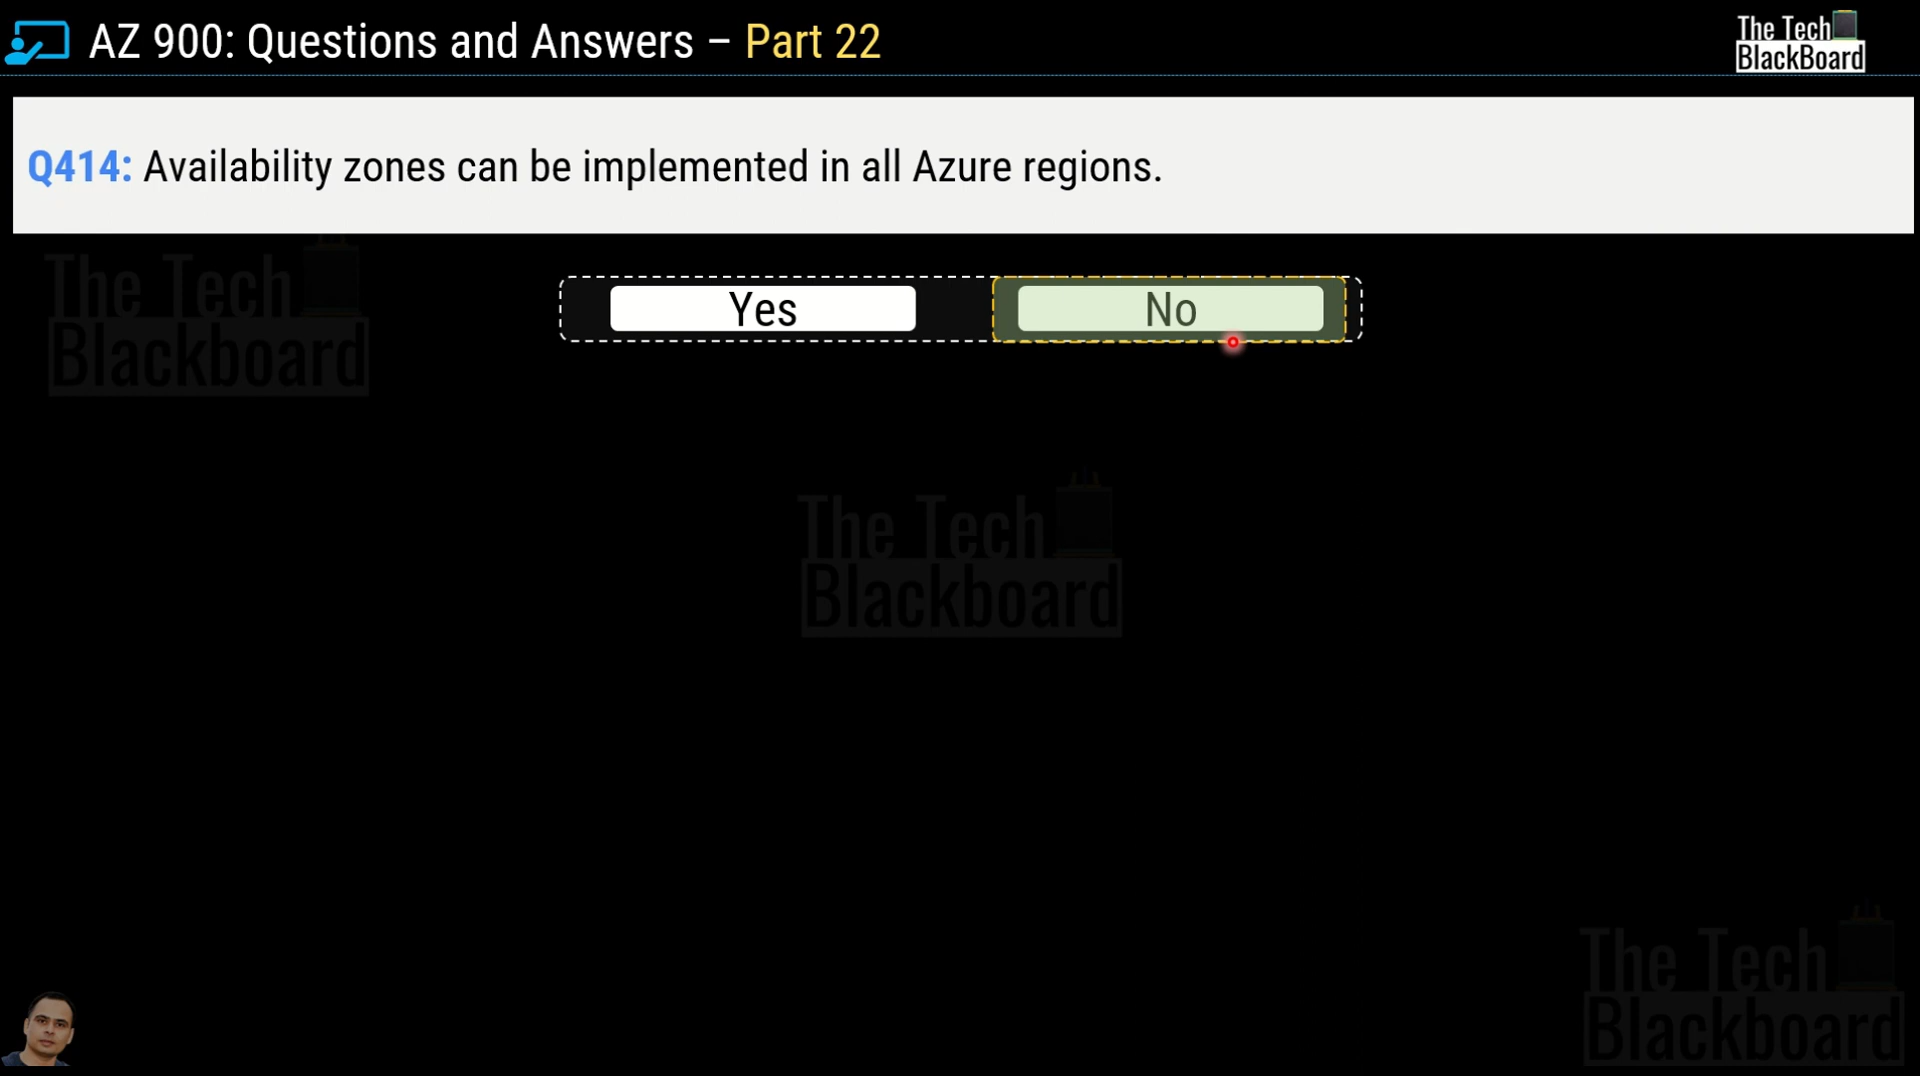 AZ 900: Questions and Answers – Part 22
The Tech
BlackBoard
Q414: Availability zones can be implemented in all Azure regions.
The Tech
Blackboard
Yes
No
The Tech
Blackboard
The Tech
Blackboard